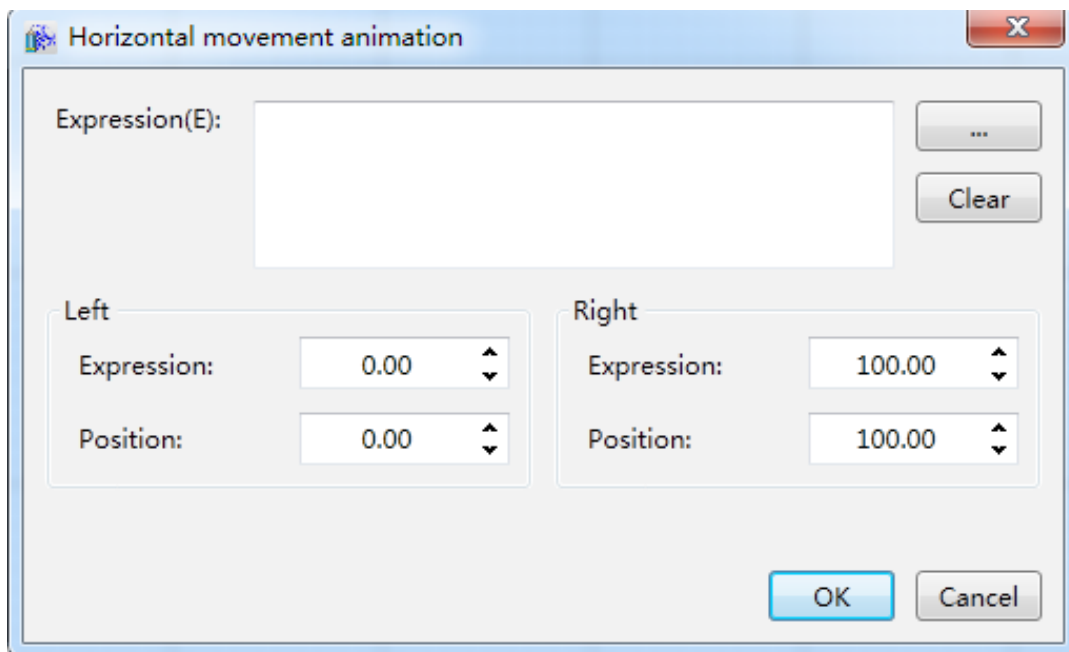 Horizontal movement animation
Expression(E):
...
Clear
Left
Expression: 0.00
Position: 0.00
Right
Expression: 100.00
Position: 100.00
OK Cancel